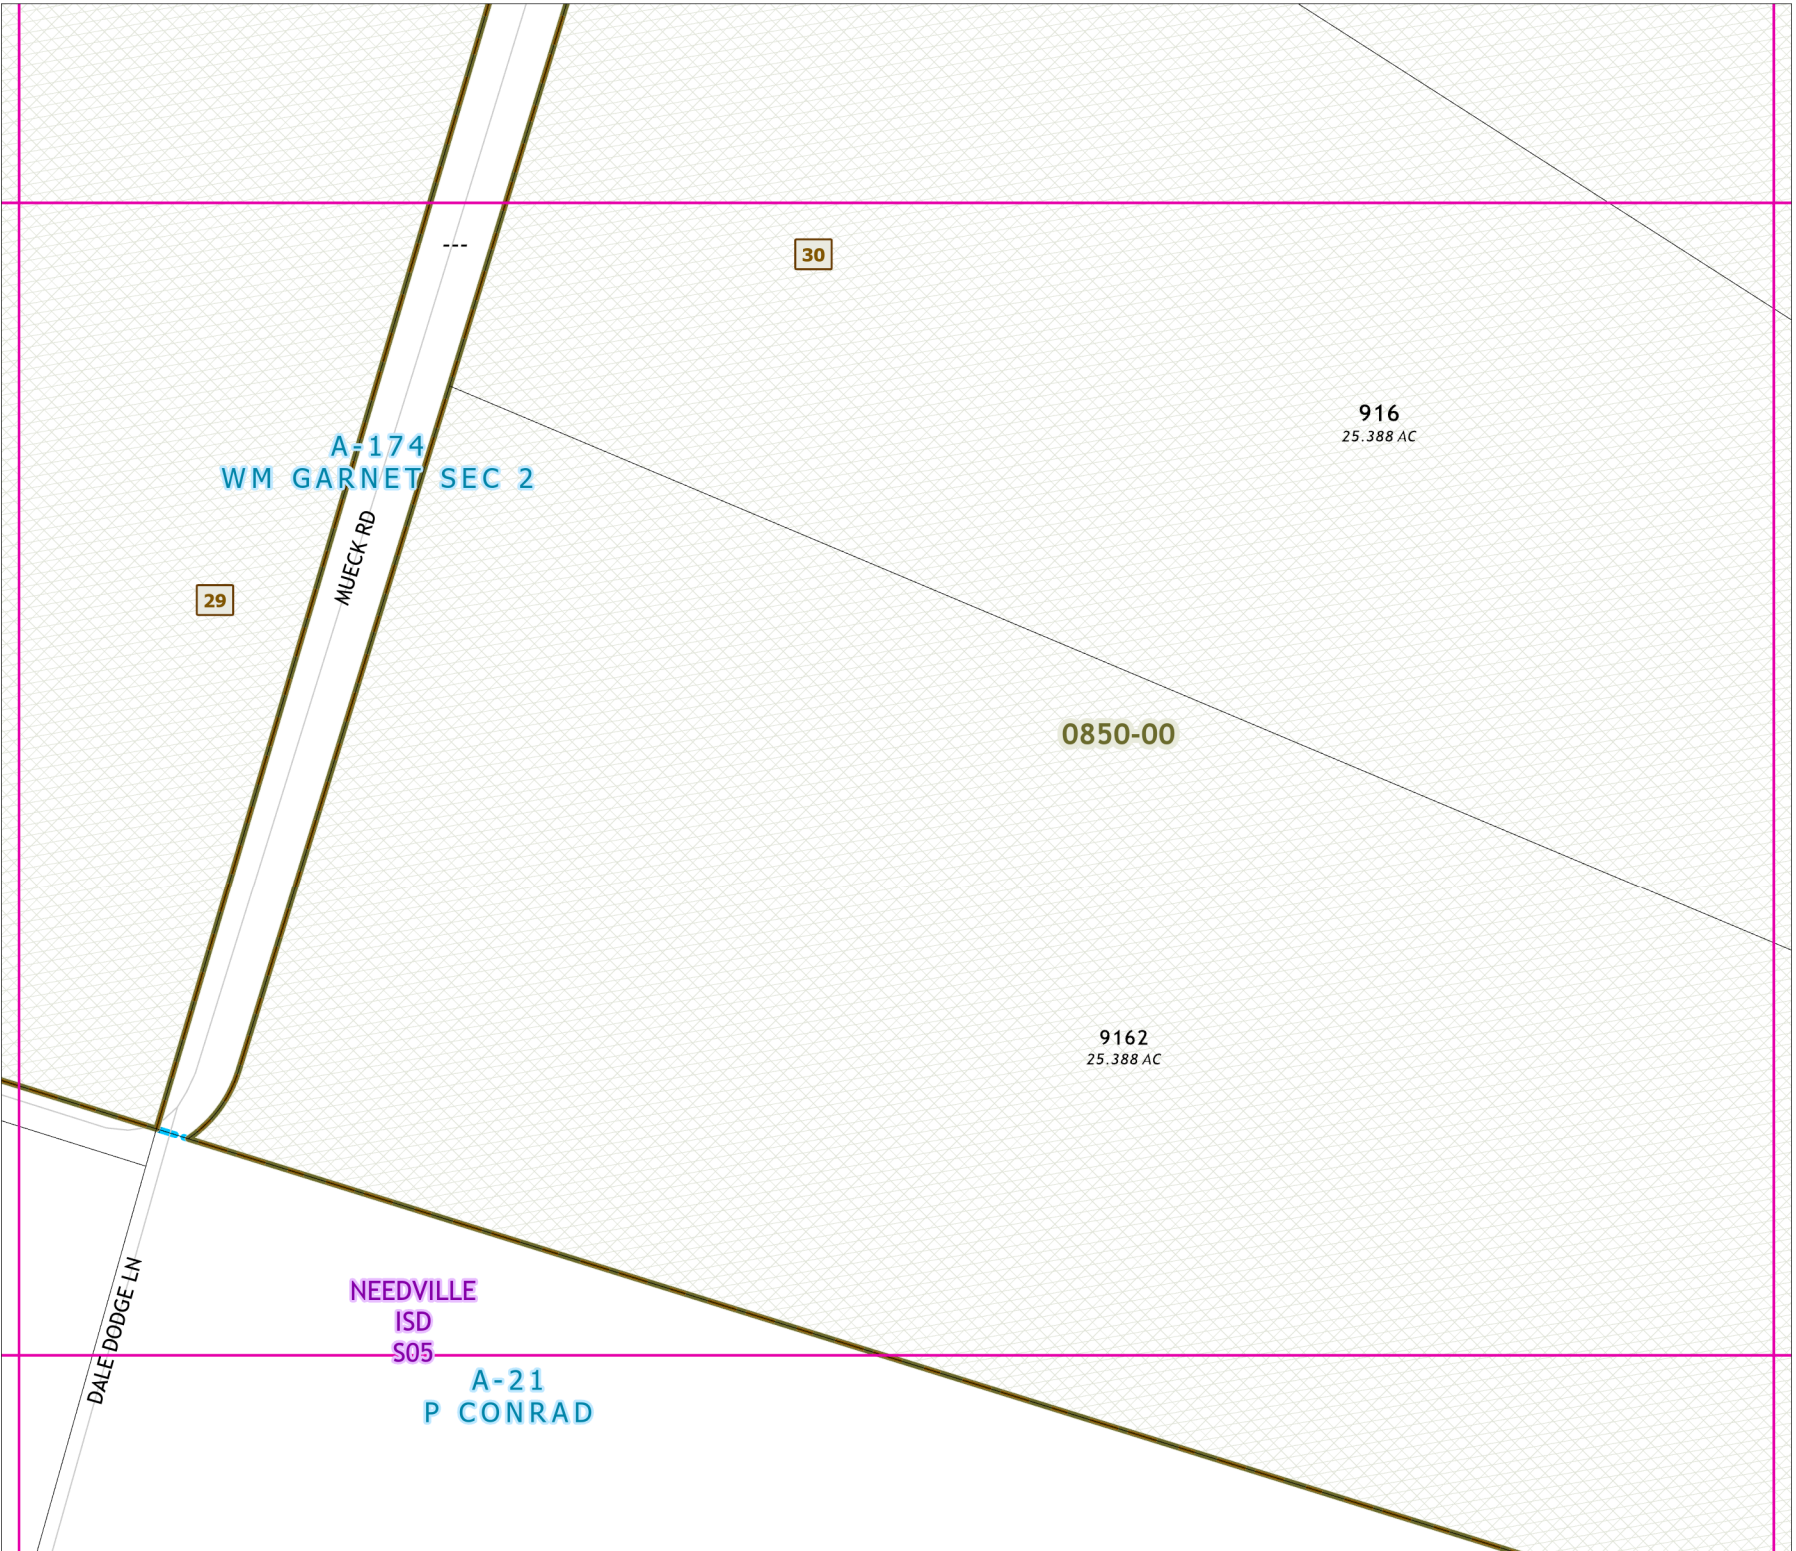 ---
30
916
25.388 AC
A-174
WM GARNET SEC 2
MUECK RD
29
0850-00
9162
25.388 AC
DALE DODGE LN
NEEDVILLE
ISD
S05
A-21
P CONRAD